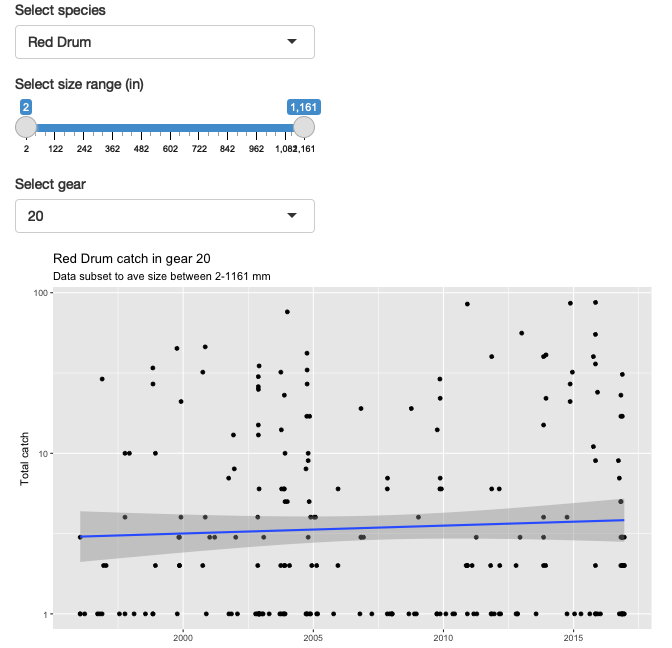 Select species
Red Drum
Select size range (in)
2 1,161
2 122 242 362 482 602 722 842 962 1,082 1,161
Select gear
20
Red Drum catch in gear 20
Data subset to ave size between 2-1161 mm
100
10
1
Total catch
2000 2005 2010 2015